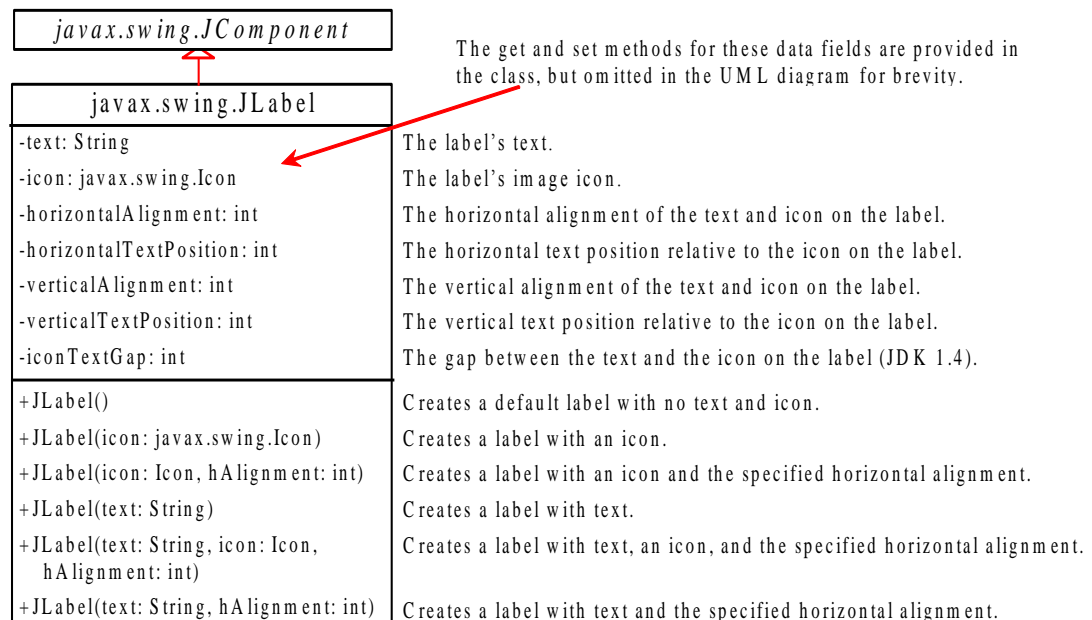 javax.swing.JComponent
The get and set methods for these data fields are provided in
the class, but omitted in the UML diagram for brevity.
javax.swing.JLabel
-text: String
The label's text.
-icon: javax.swing.Icon
The label's image icon.
-horizontalAlignment: int
The horizontal alignment of the text and icon on the label.
-horizontalTextPosition: int
The horizontal text position relative to the icon on the label.
-verticalAlignment: int
The vertical alignment of the text and icon on the label.
-verticalTextPosition: int
The vertical text position relative to the icon on the label.
-iconTextGap: int
The gap between the text and the icon on the label (JDK 1.4).
+JLabel()
Creates a default label with no text and icon.
+JLabel(icon: javax.swing.Icon)
Creates a label with an icon.
+JLabel(icon: Icon, hAlignment: int)
Creates a label with an icon and the specified horizontal alignment.
+JLabel(text: String)
Creates a label with text.
+JLabel(text: String, icon: Icon,
hAlignment: int)
Creates a label with text, an icon, and the specified horizontal alignment.
+JLabel(text: String, hAlignment: int)
Creates a label with text and the specified horizontal alignment.